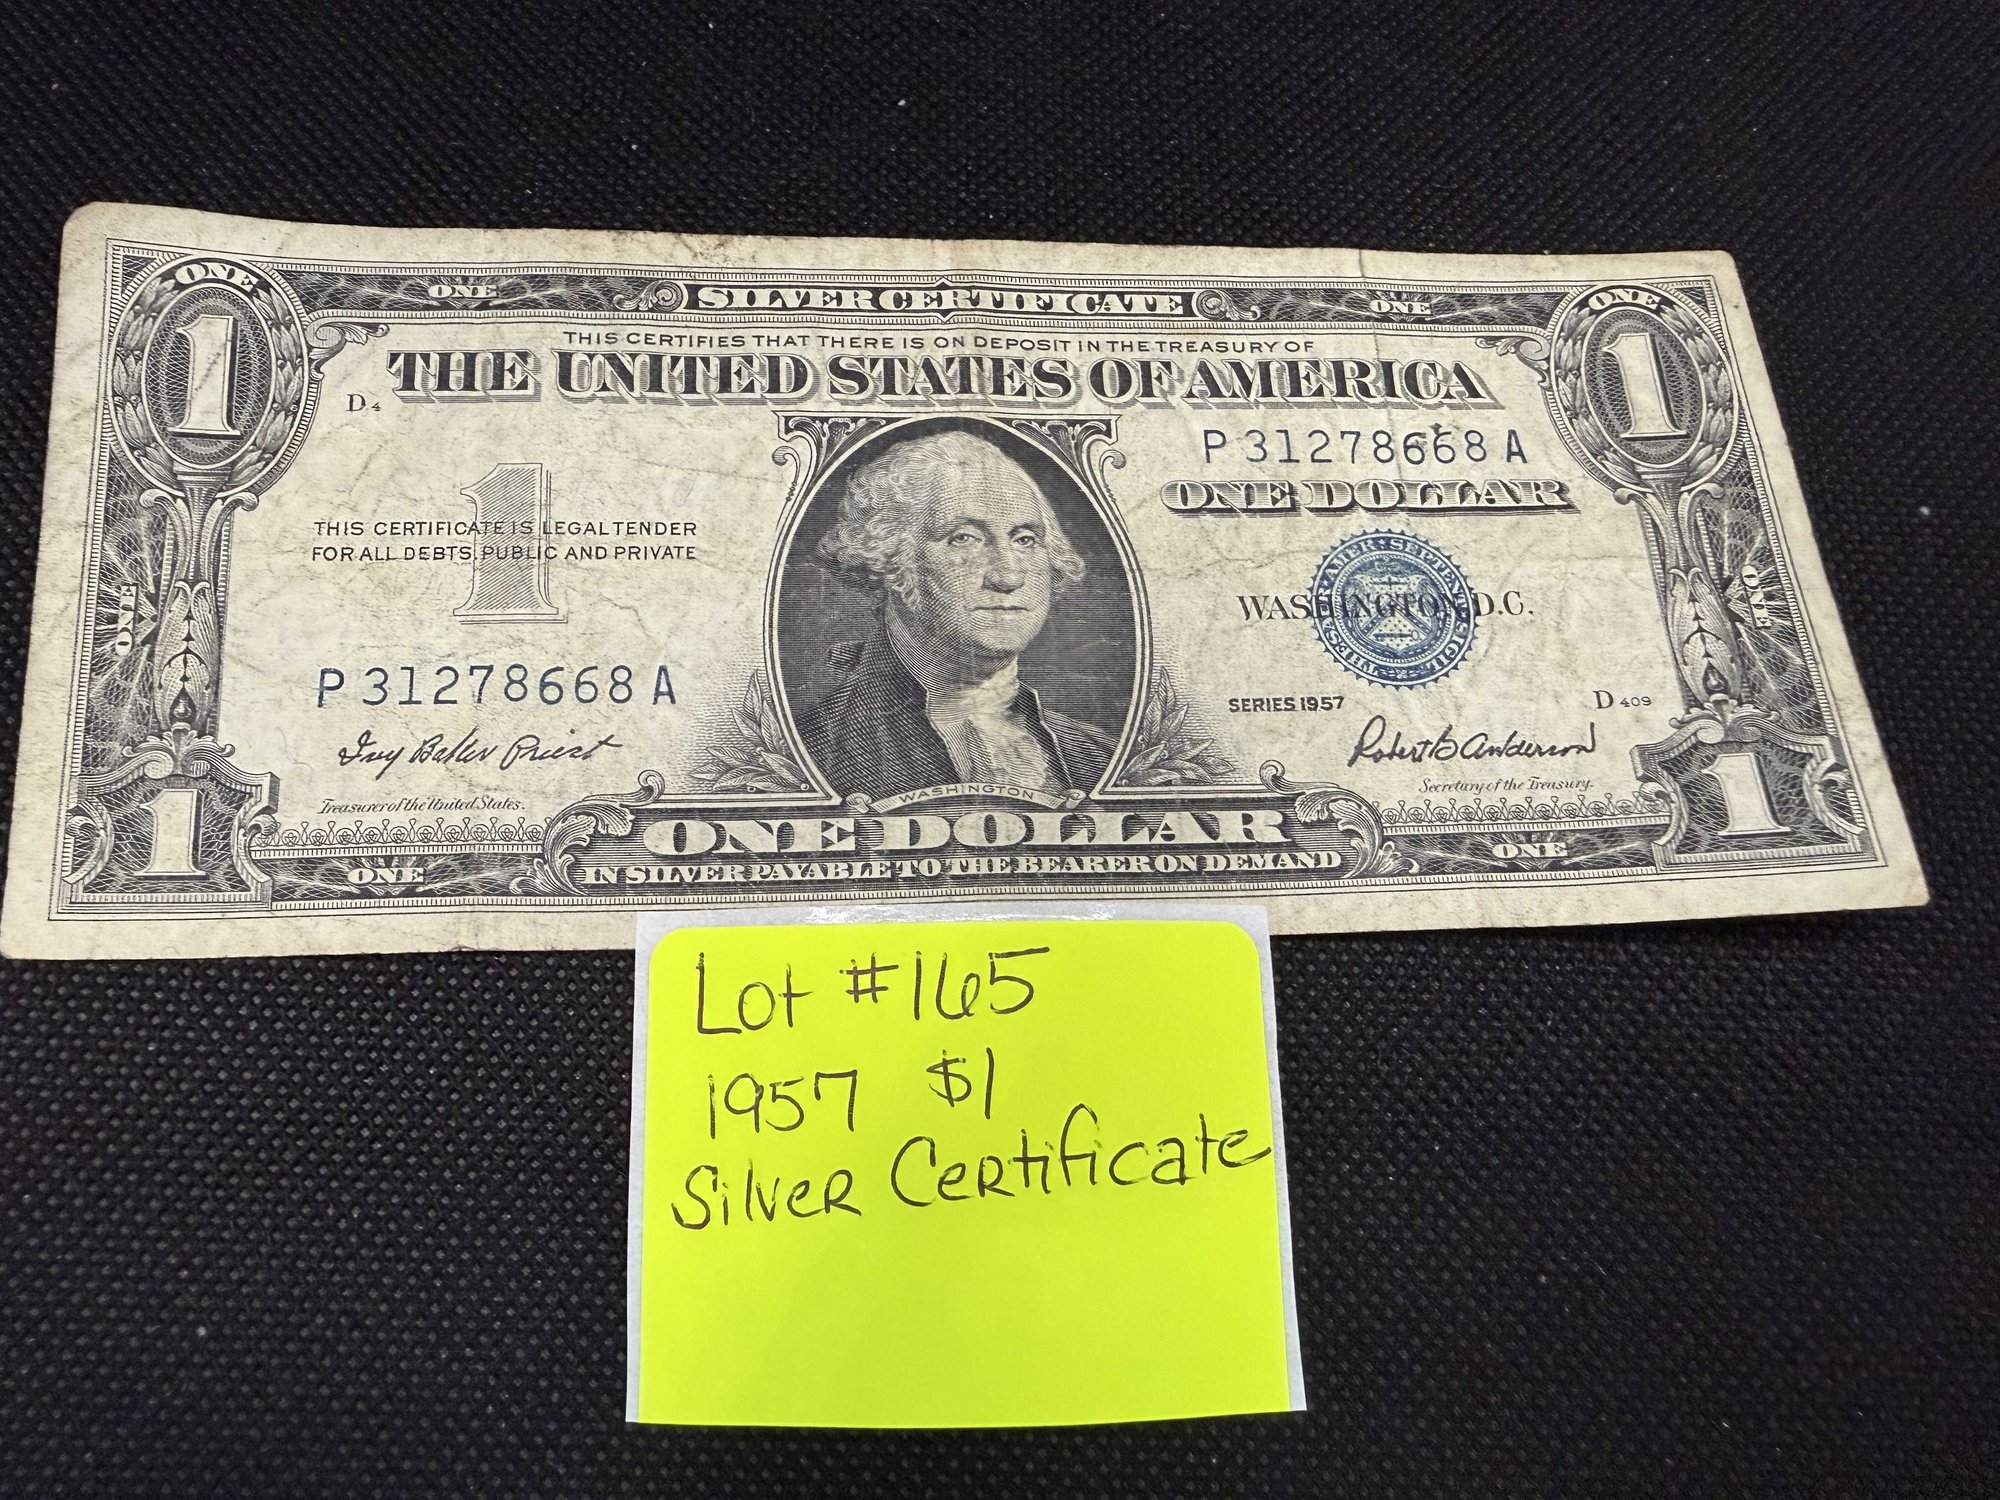 ONE
ONE
SILVER CERTIFICATE
ONE
ONE
1
1
THIS CERTIFIES THAT THERE IS ON DEPOSIT IN THE TREASURY OF
THE UNITED STATES OF AMERICA
D4
P 31278668 A
ONE DOLLAR
1
THIS CERTIFICATE IS LEGAL TENDER
FOR ALL DEBTS, PUBLIC AND PRIVATE
ONE
ONE
WASHINGTON, D.C.
P 31278668 A
SERIES 1957
D 409
Ivy Baker Priest
Robert B Anderson
Treasurer of the United States.
Secretary of the Treasury.
WASHINGTON
1
1
ONE DOLLAR
IN SILVER PAYABLE TO THE BEARER ON DEMAND
ONE
ONE
Lot #165
1957 $1
Silver Certificate